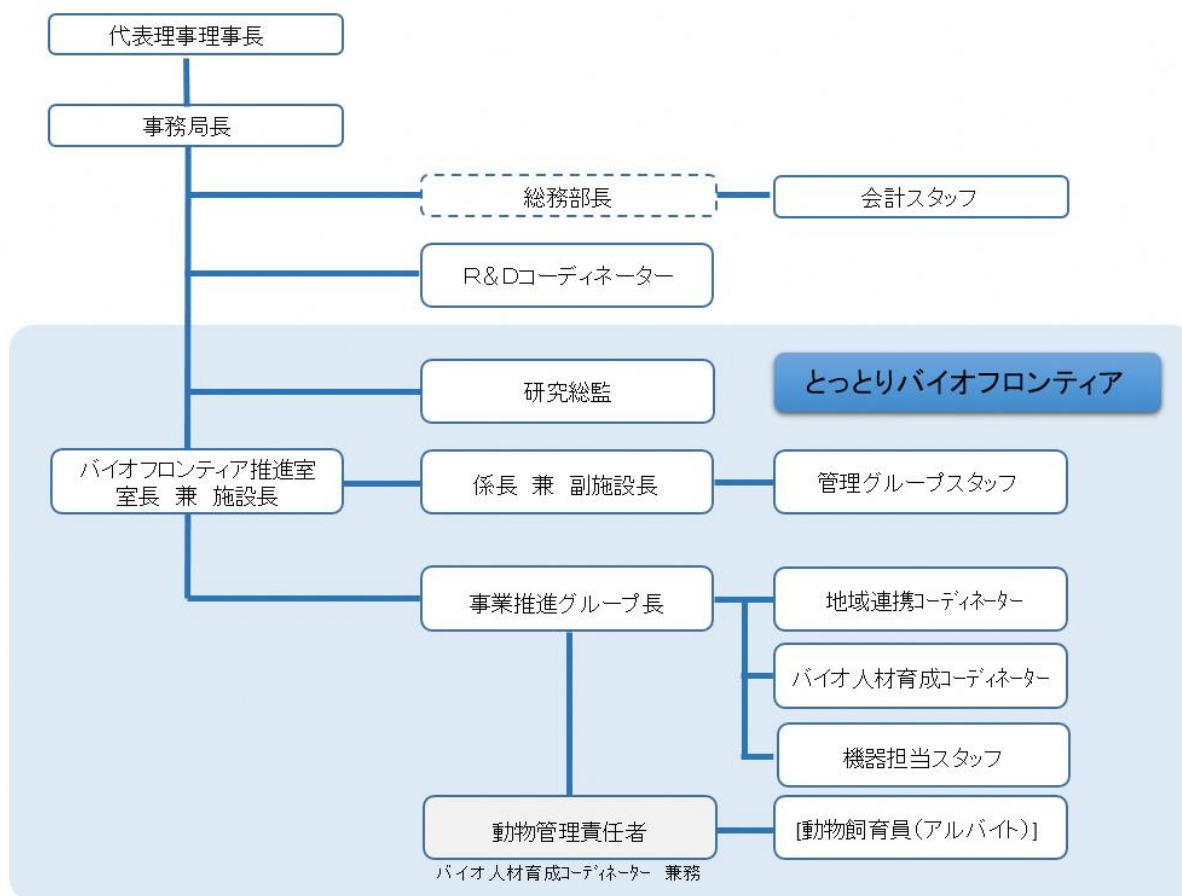 代表理事理事長
事務局長
総務部長
会計スタッフ
R&Dコーディネーター
とっとりバイオフロンティア
研究総監
バイオフロンティア推進室
室長 兼 施設長
係長 兼 副施設長
管理グループスタッフ
事業推進グループ長
地域連携ｺｰﾃﾞｨﾈｰﾀｰ
バイオ人材育成ｺｰﾃﾞｨﾈｰﾀｰ
機器担当スタッフ
動物管理責任者
[動物飼育員(アルバイト)]
バイオ人材育成ｺｰﾃﾞｨﾈｰﾀｰ 兼務